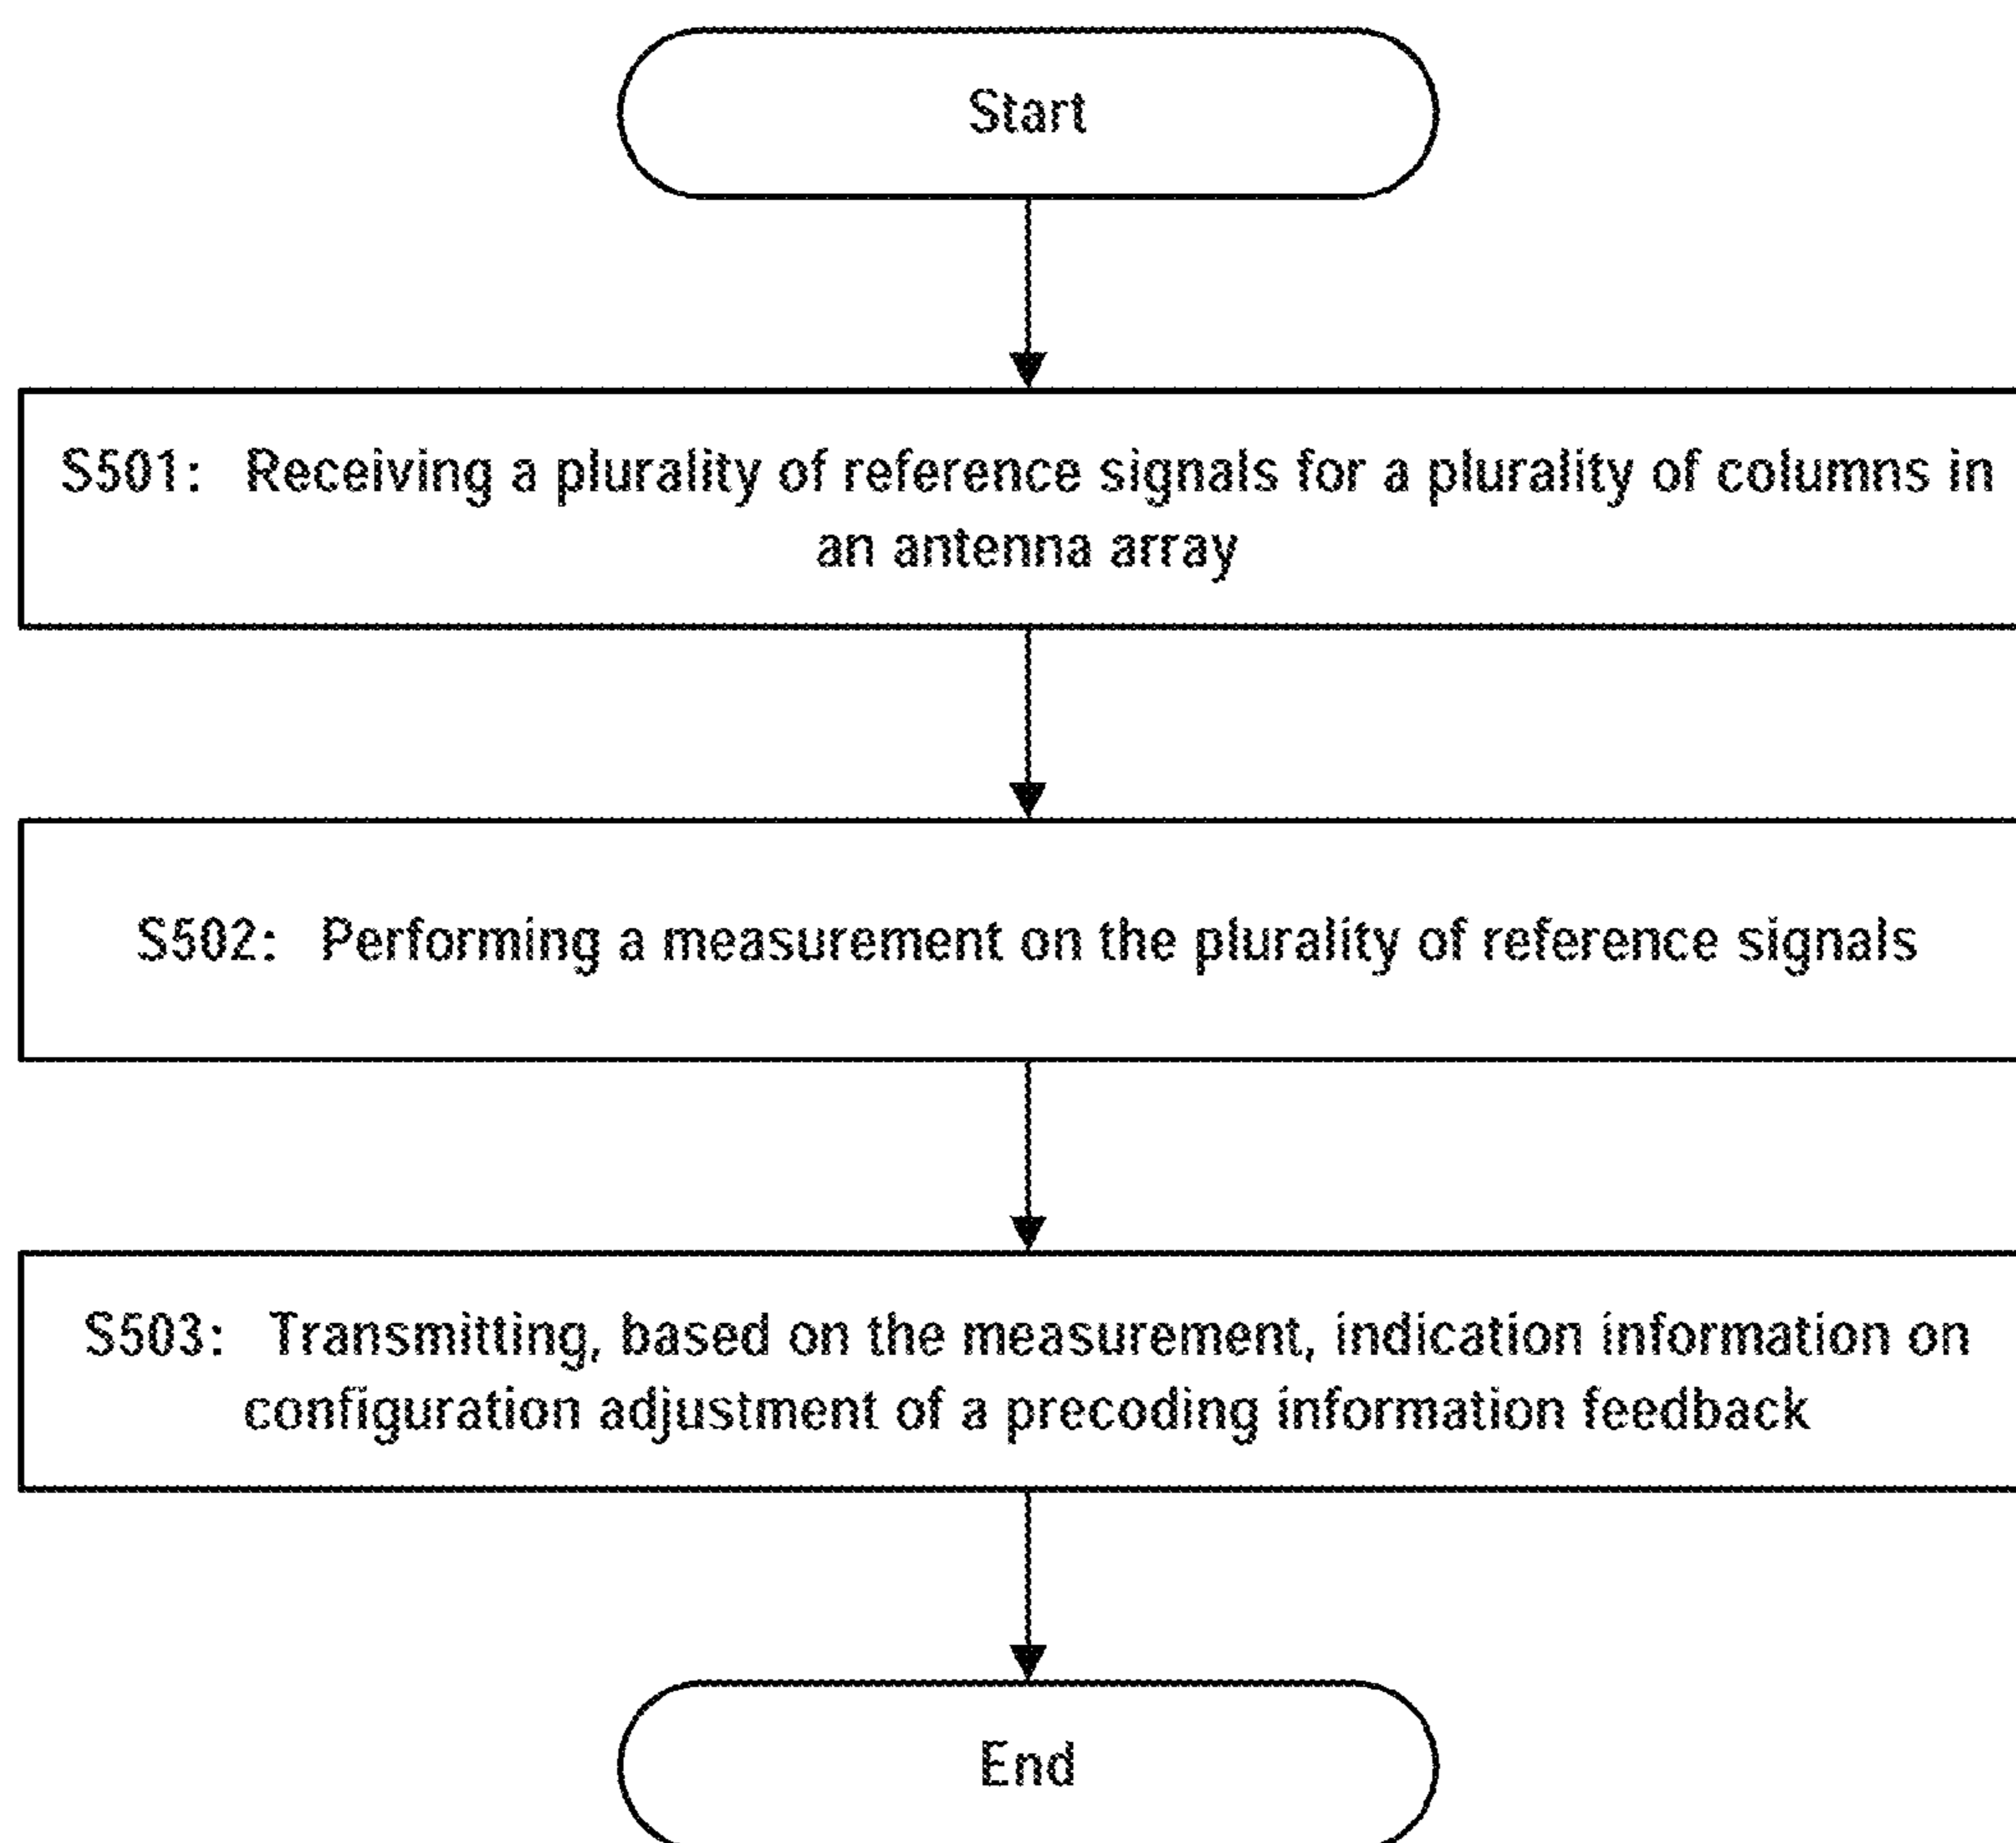 Start
S501: Receiving a plurality of reference signals for a plurality of columns in
an antenna array
S502: Performing a measurement on the plurality of reference signals
S503: Transmitting, based on the measurement, indication information on
configuration adjustment of a precoding information feedback
End